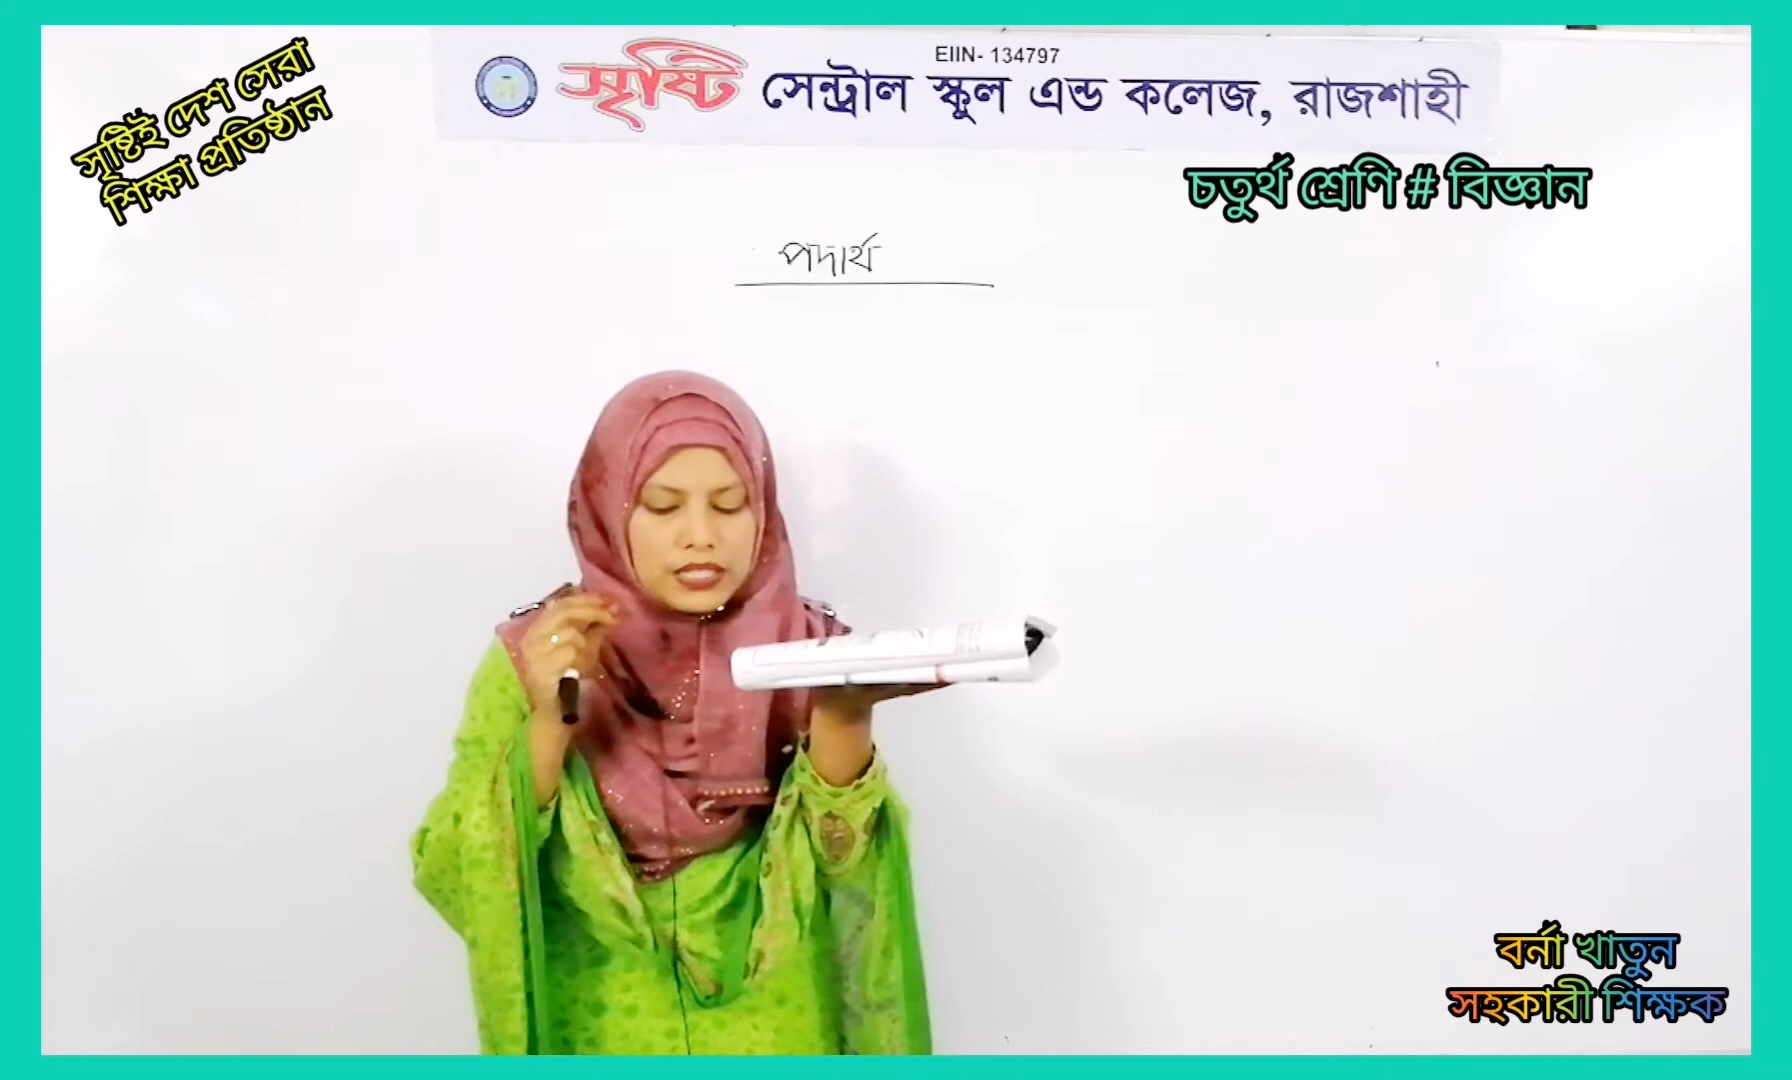 সৃষ্টিই দেশ সেরা
শিক্ষা প্রতিষ্ঠান
EIIN- 134797
সৃষ্টি সেন্ট্রাল স্কুল এন্ড কলেজ, রাজশাহী
চতুর্থ শ্রেণি # বিজ্ঞান
পদার্থ
বর্না খাতুন
সহকারী শিক্ষক